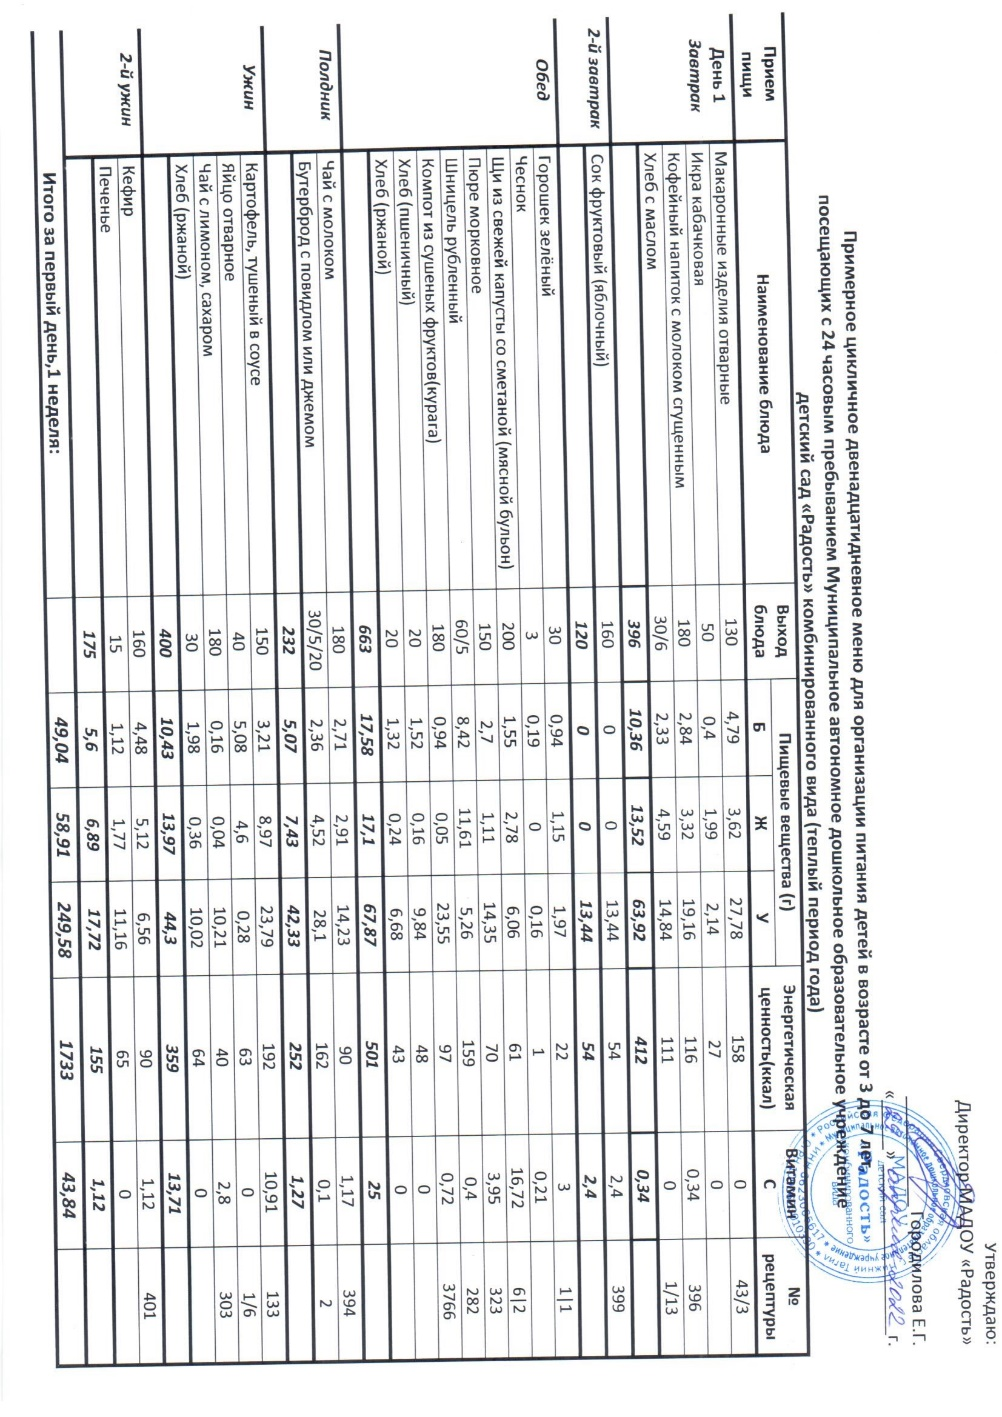 Утверждаю:
Директор МАДОУ «Радость»
Городилова Е.Г.
« » 2022 г.
Примерное цикличное двенадцатидневное меню для организации питания детей в возрасте от 3 до 7 лет,
посещающих с 24 часовым пребыванием Муниципальное автономное дошкольное образовательное учреждение
детский сад «Радость» комбинированного вида (теплый период года)
Прием пищи Наименование блюда Выход блюда Пищевые вещества (г) Энергетическая ценность(ккал) Витамин С № рецептуры
Б Ж У
День 1
Завтрак
Макаронные изделия отварные 130 4,79 3,62 27,78 158 0 43/3
Икра кабачковая 50 0,4 1,99 2,14 27 0
Кофейный напиток с молоком сгущенным 180 2,84 3,32 19,16 116 0,34 396
Хлеб с маслом 30/6 2,33 4,59 14,84 111 0 1/13
396 10,36 13,52 63,92 412 0,34
2-й завтрак Сок фруктовый (яблочный) 160 0 0 13,44 54 2,4 399
120 0 0 13,44 54 2,4
Обед Горошек зелёный 30 0,94 1,15 1,97 22 3 1|1
Чеснок 3 0,19 0 0,16 1 0,21
Щи из свежей капусты со сметаной (мясной бульон) 200 1,55 2,78 6,06 61 16,72 6|2
Пюре морковное 150 2,7 1,11 14,35 70 3,95 323
Шницель рубленный 60/5 8,42 11,61 5,26 159 0,4 282
Компот из сушеных фруктов(курага) 180 0,94 0,05 23,55 97 0,72 3766
Хлеб (пшеничный) 20 1,52 0,16 9,84 48 0
Хлеб (ржаной) 20 1,32 0,24 6,68 43 0
663 17,58 17,1 67,87 501 25
Полдник Чай с молоком 180 2,71 2,91 14,23 90 1,17 394
Бутерброд с повидлом или джемом 30/5/20 2,36 4,52 28,1 162 0,1 2
232 5,07 7,43 42,33 252 1,27
Ужин Картофель, тушеный в соусе 150 3,21 8,97 23,79 192 10,91 133
Яйцо отварное 40 5,08 4,6 0,28 63 0 1/6
Чай с лимоном, сахаром 180 0,16 0,04 10,21 40 2,8 303
Хлеб (ржаной) 30 1,98 0,36 10,02 64 0
400 10,43 13,97 44,3 359 13,71
2-й ужин Кефир 160 4,48 5,12 6,56 90 1,12 401
Печенье 15 1,12 1,77 11,16 65 0
175 5,6 6,89 17,72 155 1,12
Итого за первый день,1 неделя: 49,04 58,91 249,58 1733 43,84